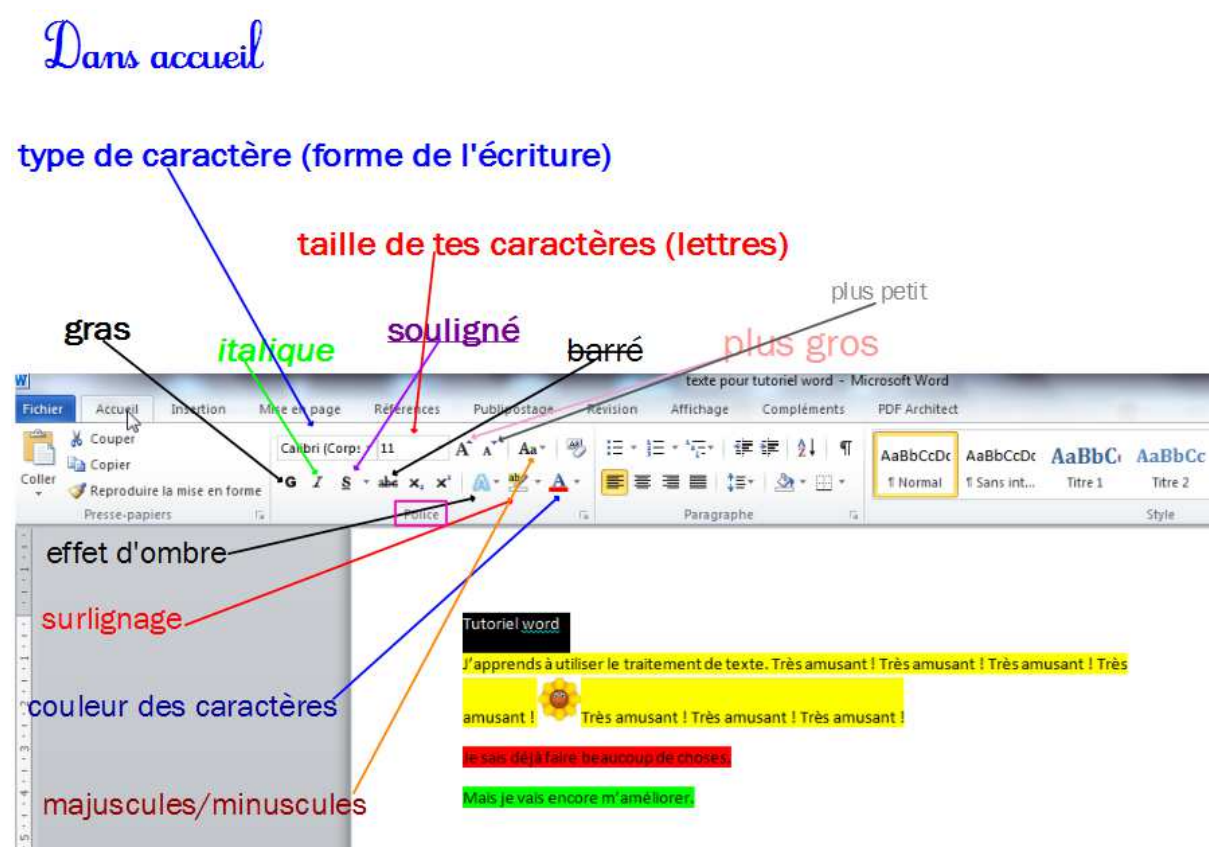 Dans accueil
type de caractère (forme de l'écriture)
taille de tes caractères (lettres)
plus petit
gras
italique
souligné
barré
plus gros
W
texte pour tutoriel word - Microsoft Word
Fichier Accueil Insertion Mise en page Références Publipostage Révision Affichage Compléments PDF Architect
Coller
Couper
Copier
Reproduire la mise en forme
Presse-papiers
Calibri (Corps 11 A A Aa
G I S abc x₂ x² A ab A
Police
Paragraphe
AaBbCcDc AaBbCcDc AaBbC AaBbCc
¶ Normal ¶ Sans int... Titre 1 Titre 2
Style
effet d'ombre
surlignage
couleur des caractères
majuscules/minuscules
Tutoriel word
J'apprends à utiliser le traitement de texte. Très amusant ! Très amusant ! Très amusant ! Très
amusant ! Très amusant ! Très amusant ! Très amusant !
Je sais déjà faire beaucoup de choses.
Mais je vais encore m'améliorer.